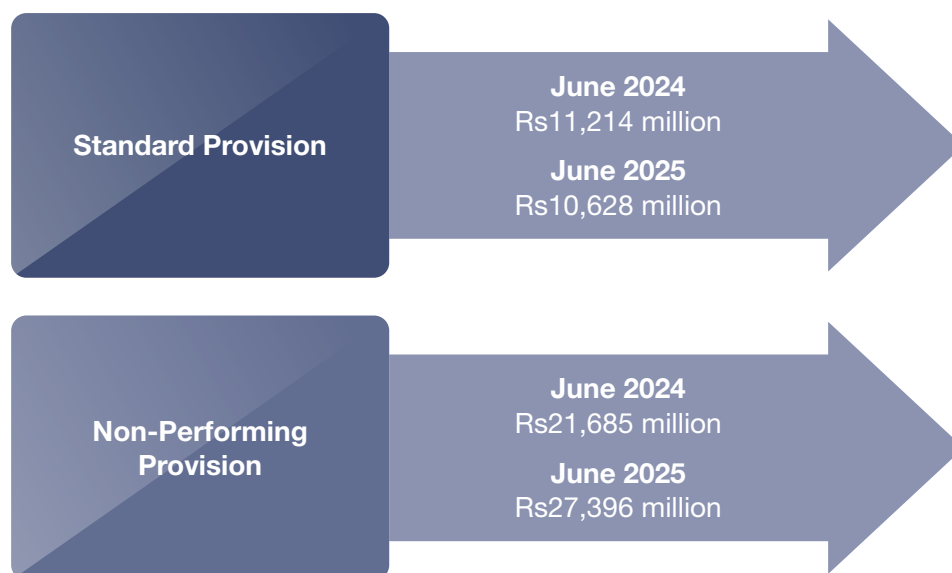 Standard Provision
June 2024
Rs11,214 million
June 2025
Rs10,628 million
Non-Performing
Provision
June 2024
Rs21,685 million
June 2025
Rs27,396 million